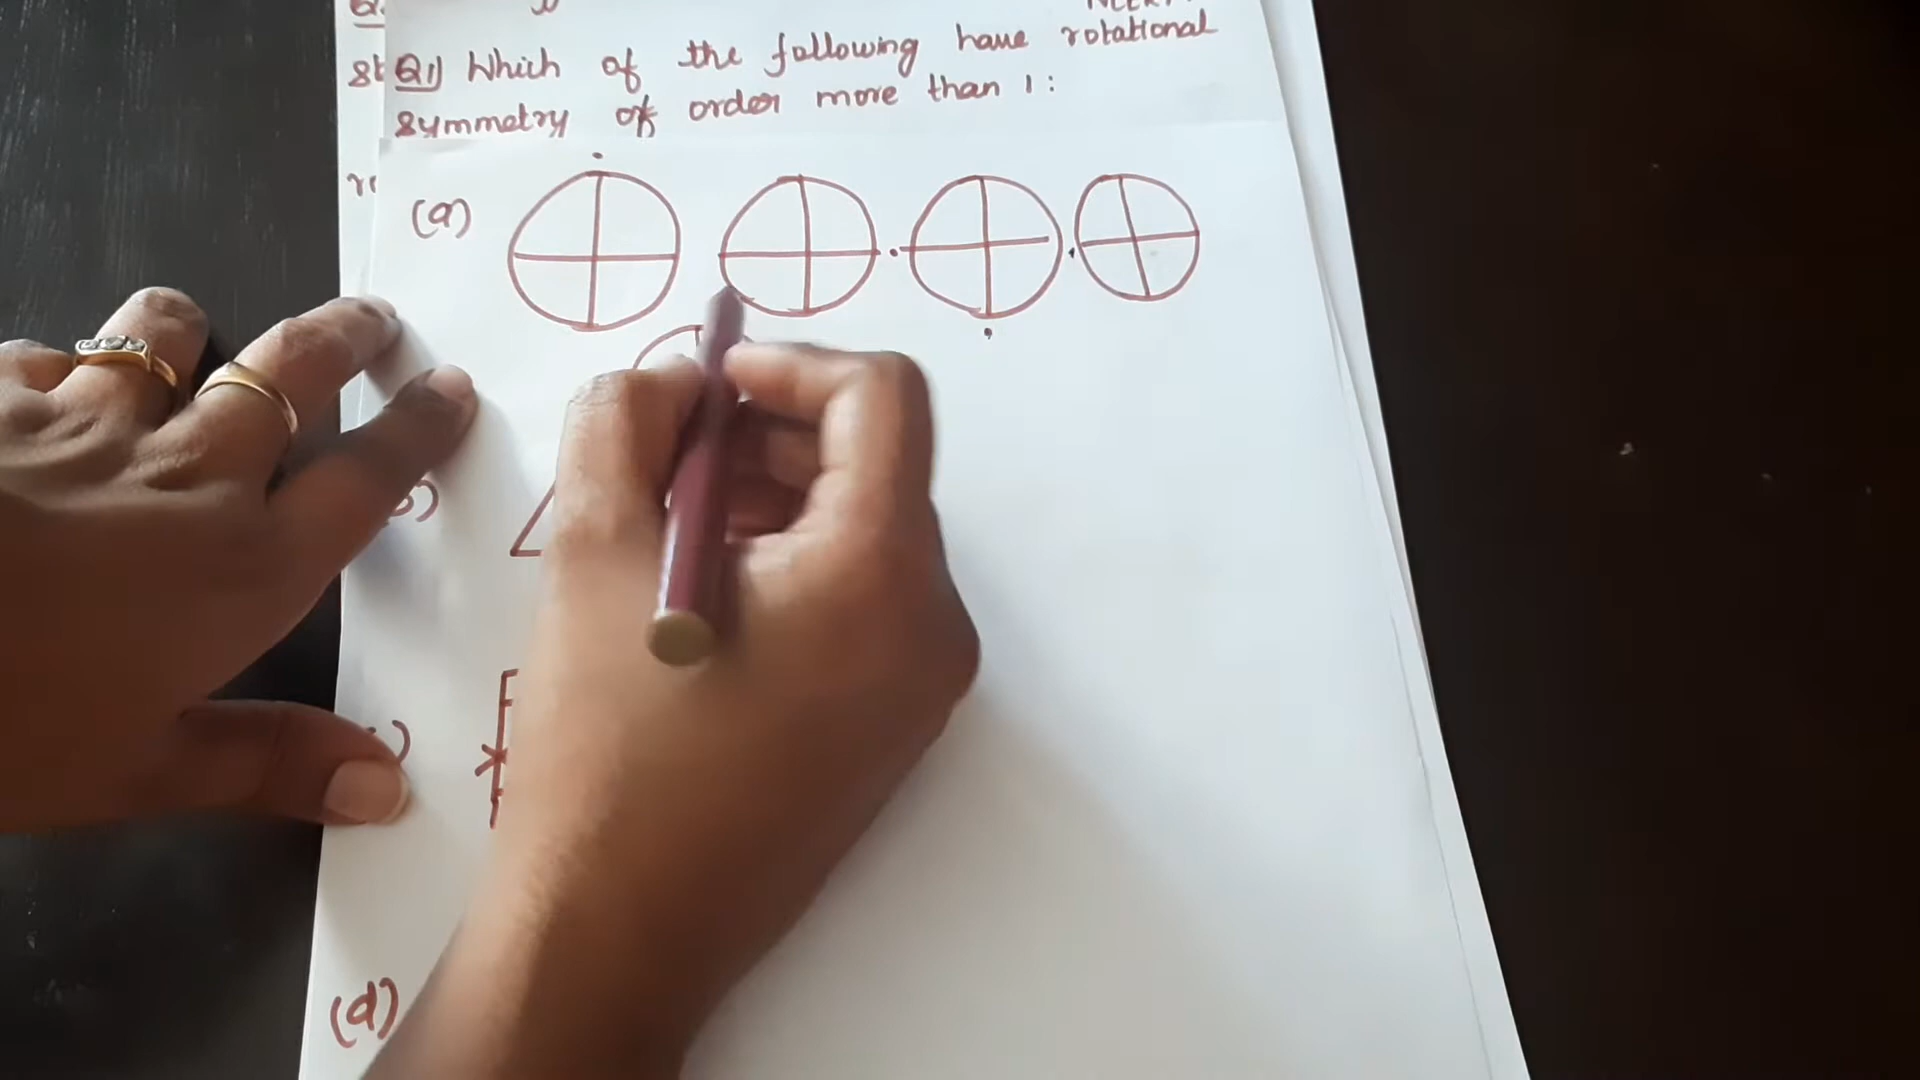 Q1) Which of the following have rotational
symmetry of order more than 1:
(a)
(d)